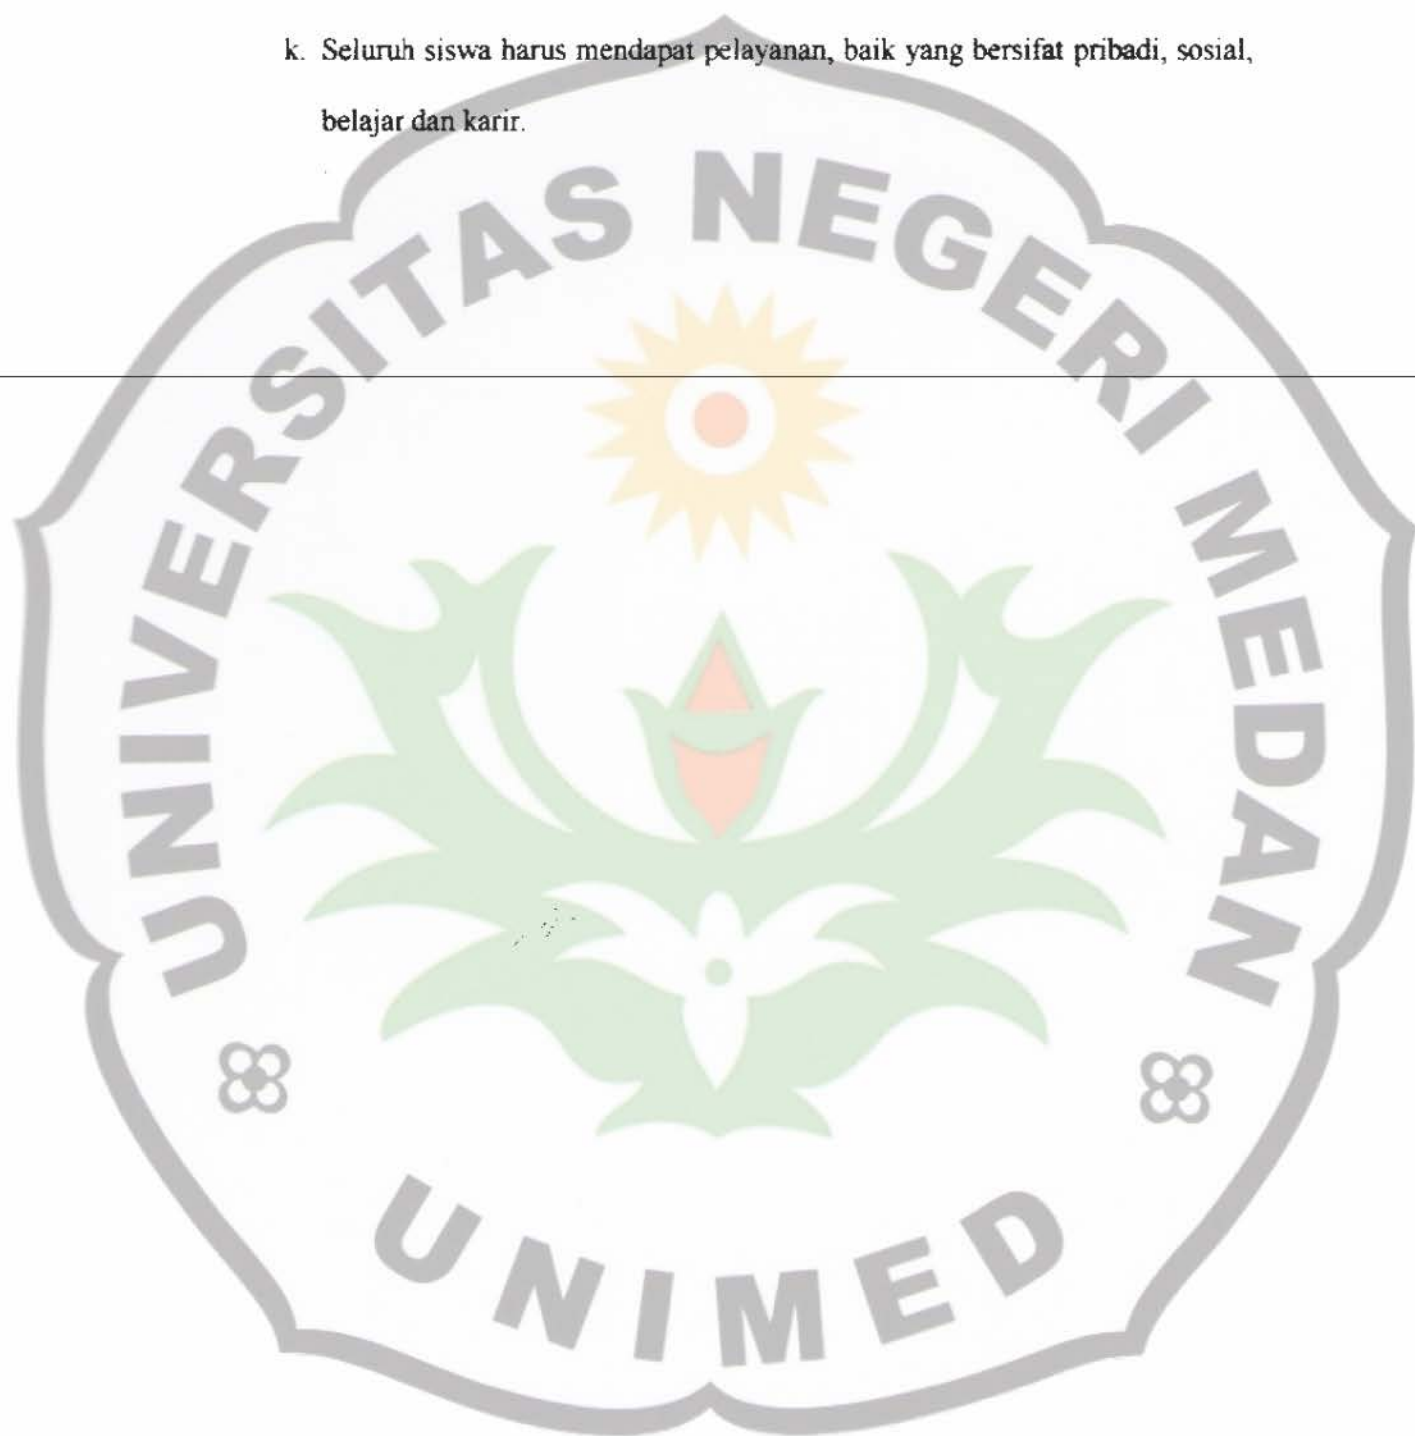 k. Seluruh siswa harus mendapat pelayanan, baik yang bersifat pribadi, sosial,
belajar dan karir.
UNIVERSITAS NEGERI MEDAN
UNIMED